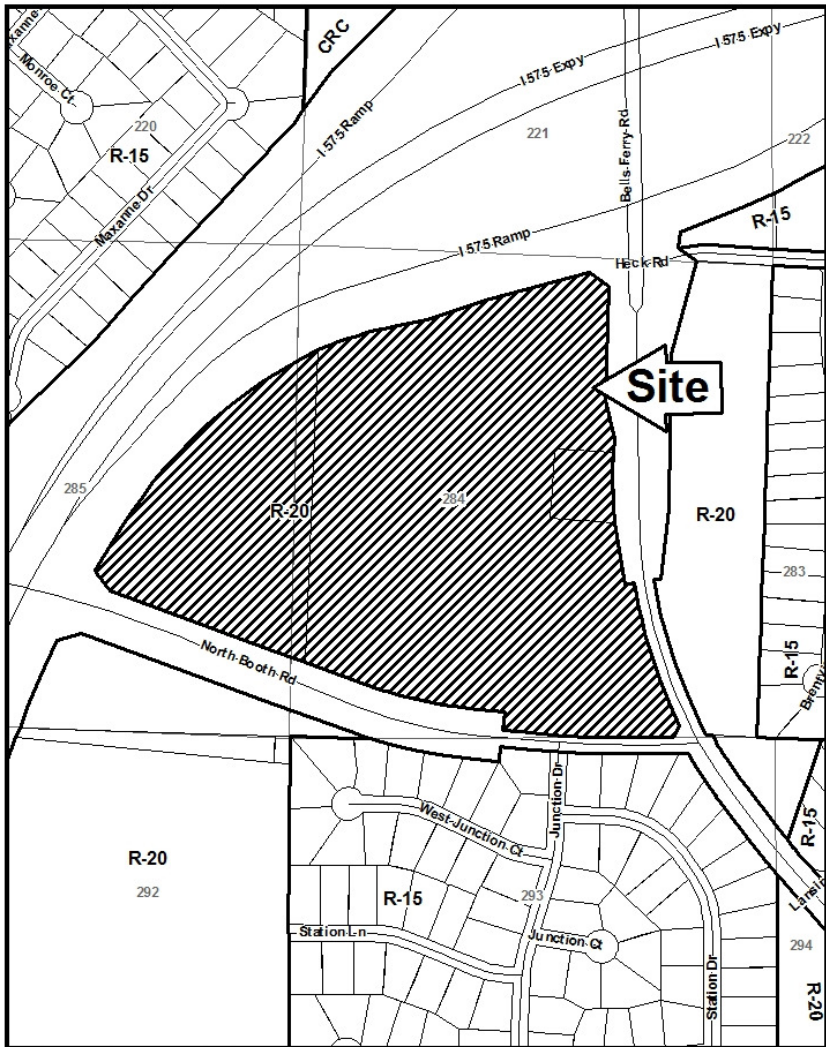 Maxanne
CRC
Monroe Ct
I 575 Expy
I 575 Expy
I 575 Ramp
220
R-15
221
222
Bells-Ferry-Rd
Maxanne Dr
R-15
I 575 Ramp
Heck-Rd
Site
285
R-20
284
R-20
283
R-15
Brenty
North-Booth Rd
Junction-Dr
R-15
West-Junction Ct
R-20
292
R-15
293
Station-Ln
Junction Ct
Station-Dr
294
R-20